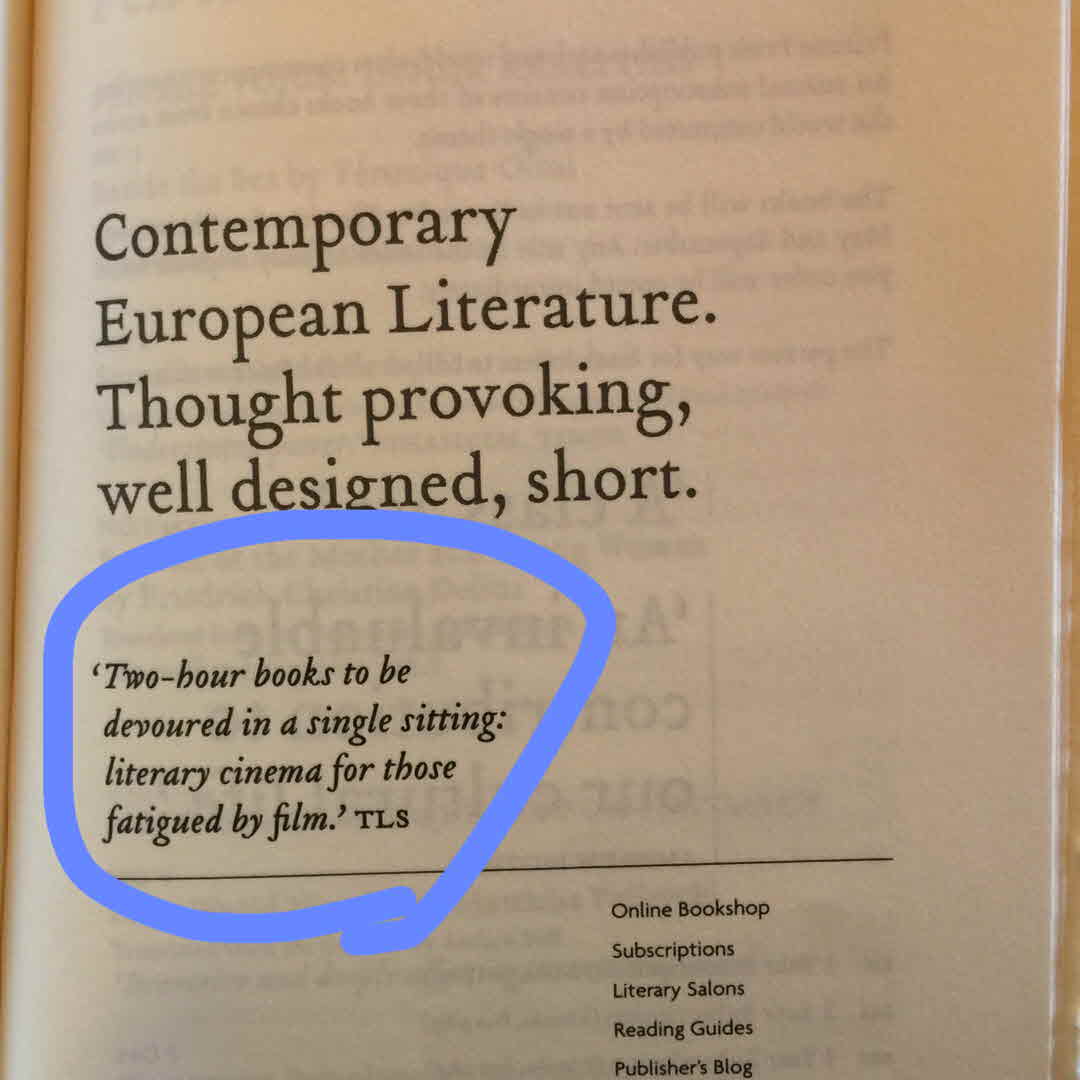 Contemporary
European Literature.
Thought provoking,
well designed, short.
‘Two-hour books to be
devoured in a single sitting:
literary cinema for those
fatigued by film.’ TLS
Online Bookshop
Subscriptions
Literary Salons
Reading Guides
Publisher’s Blog